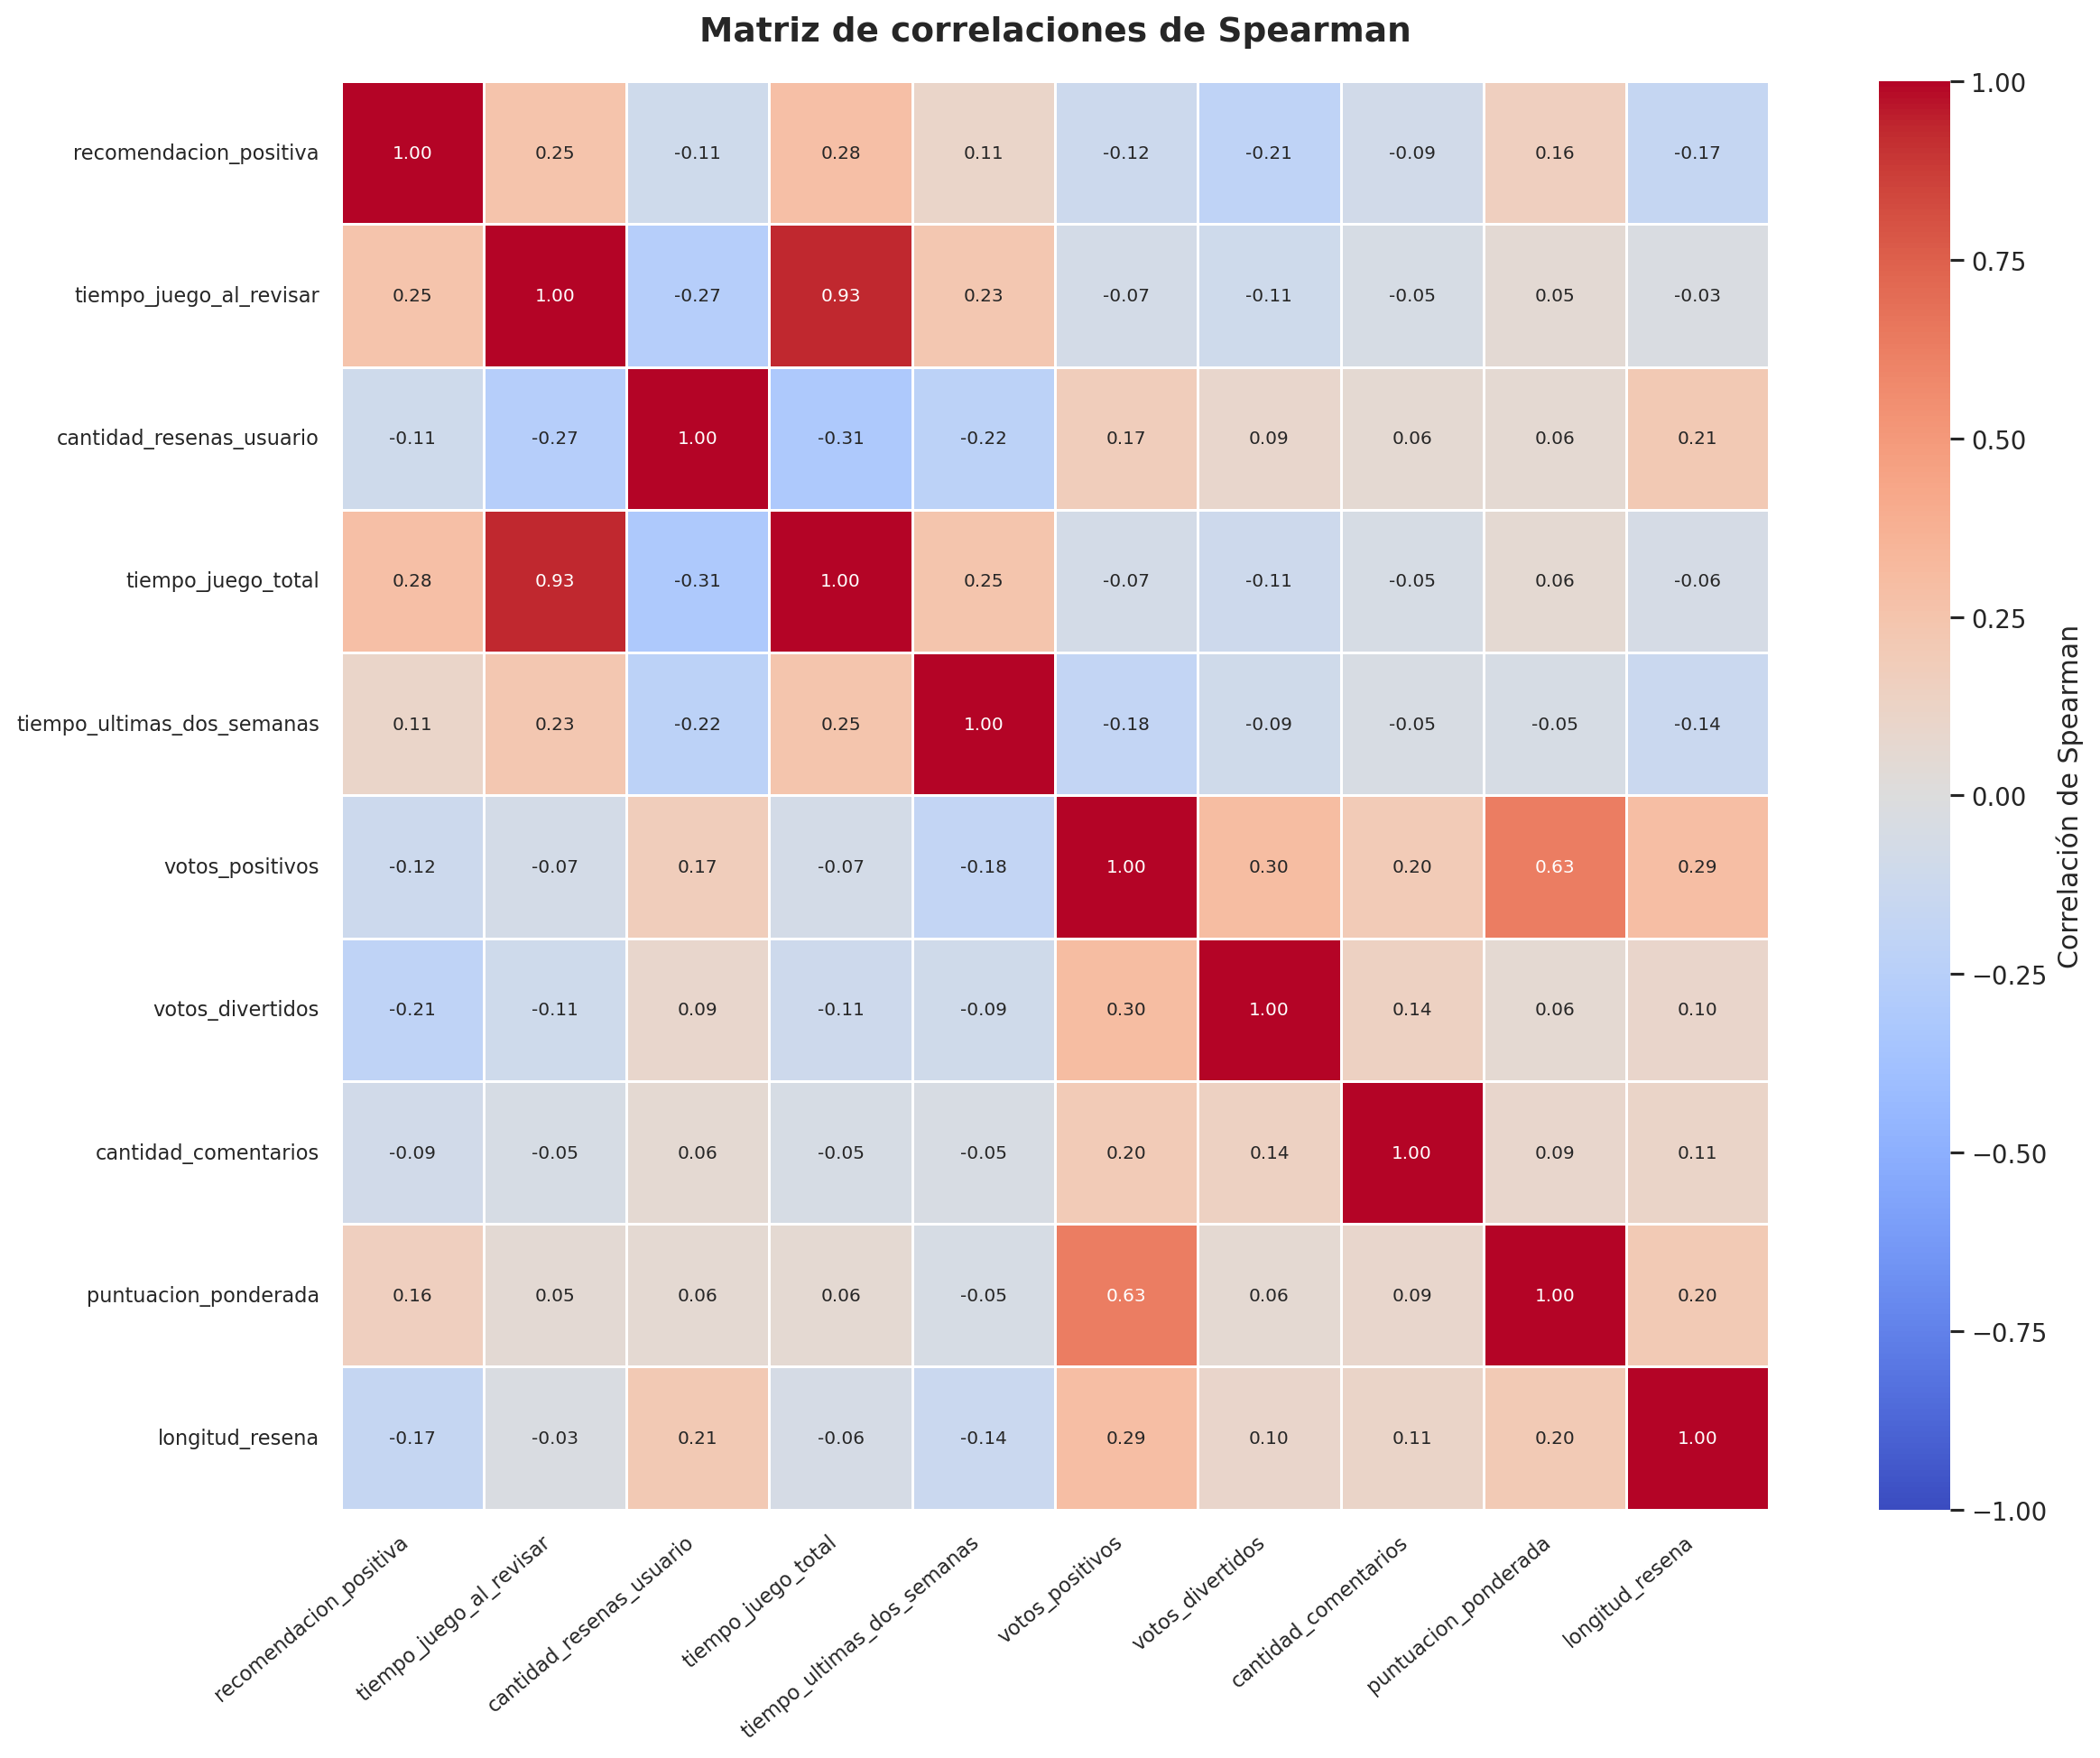 Matriz de correlaciones de Spearman
recomendacion_positiva 1.00 0.25 -0.11 0.28 0.11 -0.12 -0.21 -0.09 0.16 -0.17
tiempo_juego_al_revisar 0.25 1.00 -0.27 0.93 0.23 -0.07 -0.11 -0.05 0.05 -0.03
cantidad_resenas_usuario -0.11 -0.27 1.00 -0.31 -0.22 0.17 0.09 0.06 0.06 0.21
tiempo_juego_total 0.28 0.93 -0.31 1.00 0.25 -0.07 -0.11 -0.05 0.06 -0.06
tiempo_ultimas_dos_semanas 0.11 0.23 -0.22 0.25 1.00 -0.18 -0.09 -0.05 -0.05 -0.14
votos_positivos -0.12 -0.07 0.17 -0.07 -0.18 1.00 0.30 0.20 0.63 0.29
votos_divertidos -0.21 -0.11 0.09 -0.11 -0.09 0.30 1.00 0.14 0.06 0.10
cantidad_comentarios -0.09 -0.05 0.06 -0.05 -0.05 0.20 0.14 1.00 0.09 0.11
puntuacion_ponderada 0.16 0.05 0.06 0.06 -0.05 0.63 0.06 0.09 1.00 0.20
longitud_resena -0.17 -0.03 0.21 -0.06 -0.14 0.29 0.10 0.11 0.20 1.00
recomendacion_positiva
tiempo_juego_al_revisar
cantidad_resenas_usuario
tiempo_juego_total
tiempo_ultimas_dos_semanas
votos_positivos
votos_divertidos
cantidad_comentarios
puntuacion_ponderada
longitud_resena
1.00
0.75
0.50
0.25
0.00
−0.25
−0.50
−0.75
−1.00
Correlación de Spearman